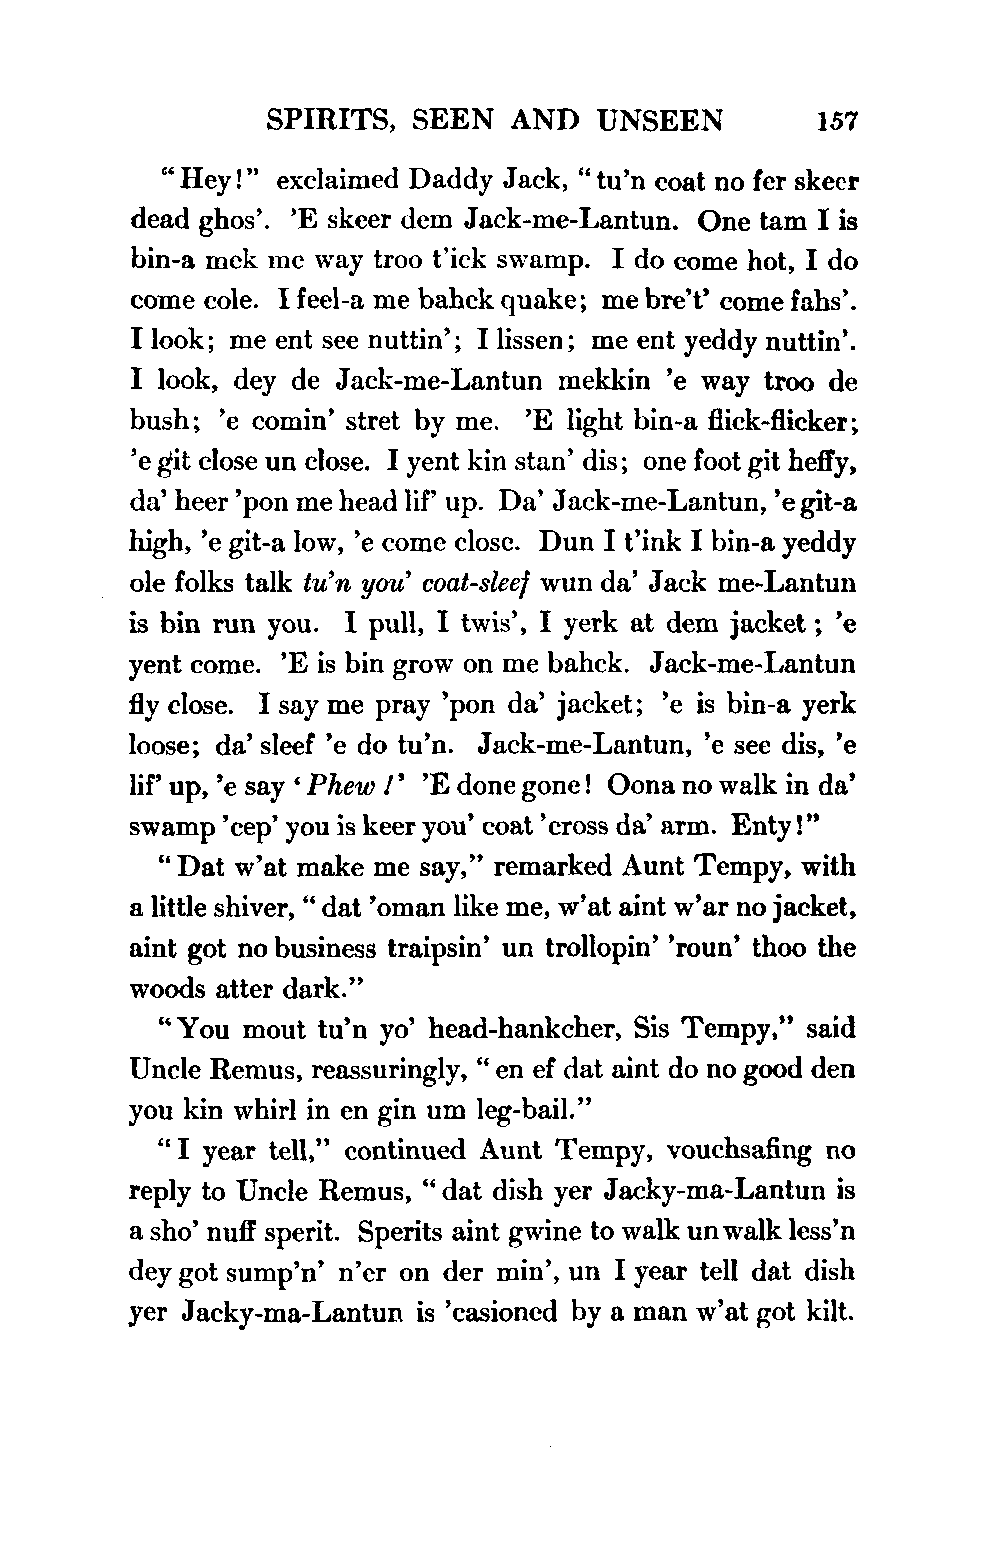 SPIRITS, SEEN AND UNSEEN 157
“Hey!” exclaimed Daddy Jack, “tu’n coat no fer skeer
dead ghos’. ’E skeer dem Jack-me-Lantun. One tam I is
bin-a mek me way troo t’ick swamp. I do come hot, I do
come cole. I feel-a me bahck quake; me bre’t’ come fahs’.
I look; me ent see nuttin’; I lissen; me ent yeddy nuttin’.
I look, dey de Jack-me-Lantun mekkin ’e way troo de
bush; ’e comin’ stret by me. ’E light bin-a flick-flicker;
’e git close un close. I yent kin stan’ dis; one foot git heffy,
da’ heer ’pon me head lif’ up. Da’ Jack-me-Lantun, ’e git-a
high, ’e git-a low, ’e come close. Dun I t’ink I bin-a yeddy
ole folks talk tu’n you’ coat-sleef wun da’ Jack me-Lantun
is bin run you. I pull, I twis’, I yerk at dem jacket; ’e
yent come. ’E is bin grow on me bahck. Jack-me-Lantun
fly close. I say me pray ’pon da’ jacket; ’e is bin-a yerk
loose; da’ sleef ’e do tu’n. Jack-me-Lantun, ’e see dis, ’e
lif’ up, ’e say ‘Phew!’ ’E done gone! Oona no walk in da’
swamp ’cep’ you is keer you’ coat ’cross da’ arm. Enty!”
“Dat w’at make me say,” remarked Aunt Tempy, with
a little shiver, “dat ’oman like me, w’at aint w’ar no jacket,
aint got no business traipsin’ un trollopin’ ’roun’ thoo the
woods atter dark.”
“You mout tu’n yo’ head-hankcher, Sis Tempy,” said
Uncle Remus, reassuringly, “en ef dat aint do no good den
you kin whirl in en gin um leg-bail.”
“I year tell,” continued Aunt Tempy, vouchsafing no
reply to Uncle Remus, “dat dish yer Jacky-ma-Lantun is
a sho’ nuff sperit. Sperits aint gwine to walk un walk less’n
dey got sump’n’ n’er on der min’, un I year tell dat dish
yer Jacky-ma-Lantun is ’casioned by a man w’at got kilt.